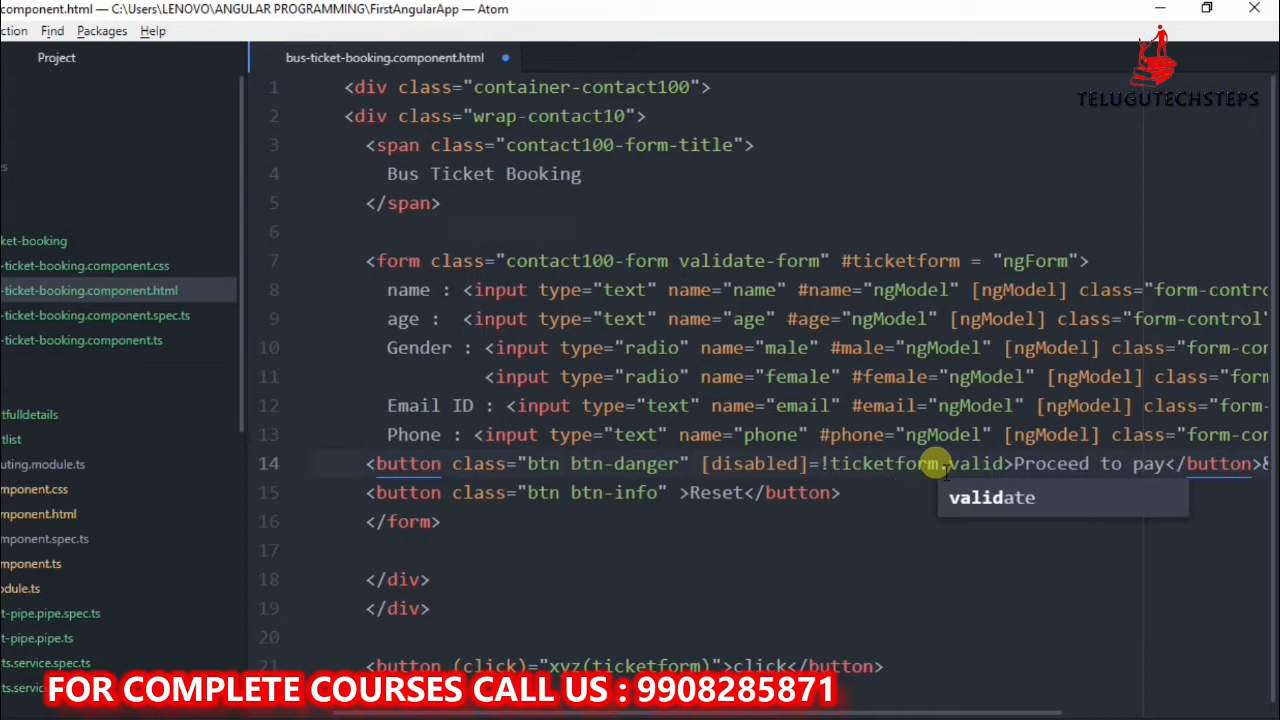 component.html — C:\Users\LENOVO\ANGULAR PROGRAMMING\FirstAngularApp — Atom
ction Find Packages Help
Project
bus-ticket-booking.component.html
TELUGUTECHSTEPS
1 <div class="container-contact100">
2 <div class="wrap-contact10">
3 <span class="contact100-form-title">
4 Bus Ticket Booking
5 </span>
6
7 <form class="contact100-form validate-form" #ticketform = "ngForm">
8 name : <input type="text" name="name" #name="ngModel" [ngModel] class="form-contro
9 age : <input type="text" name="age" #age="ngModel" [ngModel] class="form-control"
10 Gender : <input type="radio" name="male" #male="ngModel" [ngModel] class="form-con
11 <input type="radio" name="female" #female="ngModel" [ngModel] class="form
12 Email ID : <input type="text" name="email" #email="ngModel" [ngModel] class="form-
13 Phone : <input type="text" name="phone" #phone="ngModel" [ngModel] class="form-cont
14 <button class="btn btn-danger" [disabled]=!ticketform.valid>Proceed to pay</button>&
validate
15 <button class="btn btn-info" >Reset</button>
16 </form>
17
18 </div>
19 </div>
20
21 <button (click)="xyz(ticketform)">click</button>
es
ket-booking
-ticket-booking.component.css
-ticket-booking.component.html
-ticket-booking.component.spec.ts
-ticket-booking.component.ts
tfulldetails
tlist
uting.module.ts
ponent.css
mponent.html
mponent.spec.ts
mponent.ts
odule.ts
t-pipe.pipe.spec.ts
t-pipe.pipe.ts
ts.service.spec.ts
ts.se
FOR COMPLETE COURSES CALL US : 9908285871